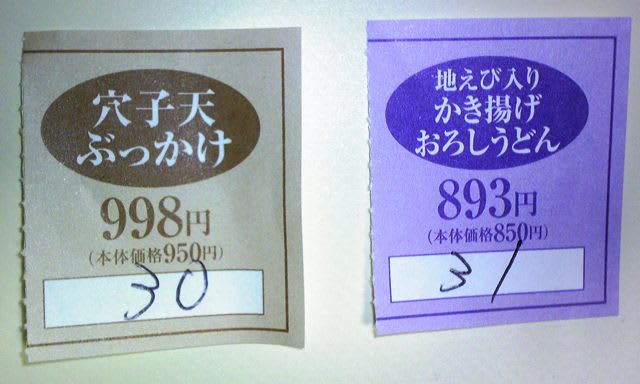 穴子天
ぶっかけ
998円
(本体価格950円)
30
地えび入り
かき揚げ
おろしうどん
893円
(本体価格850円)
31